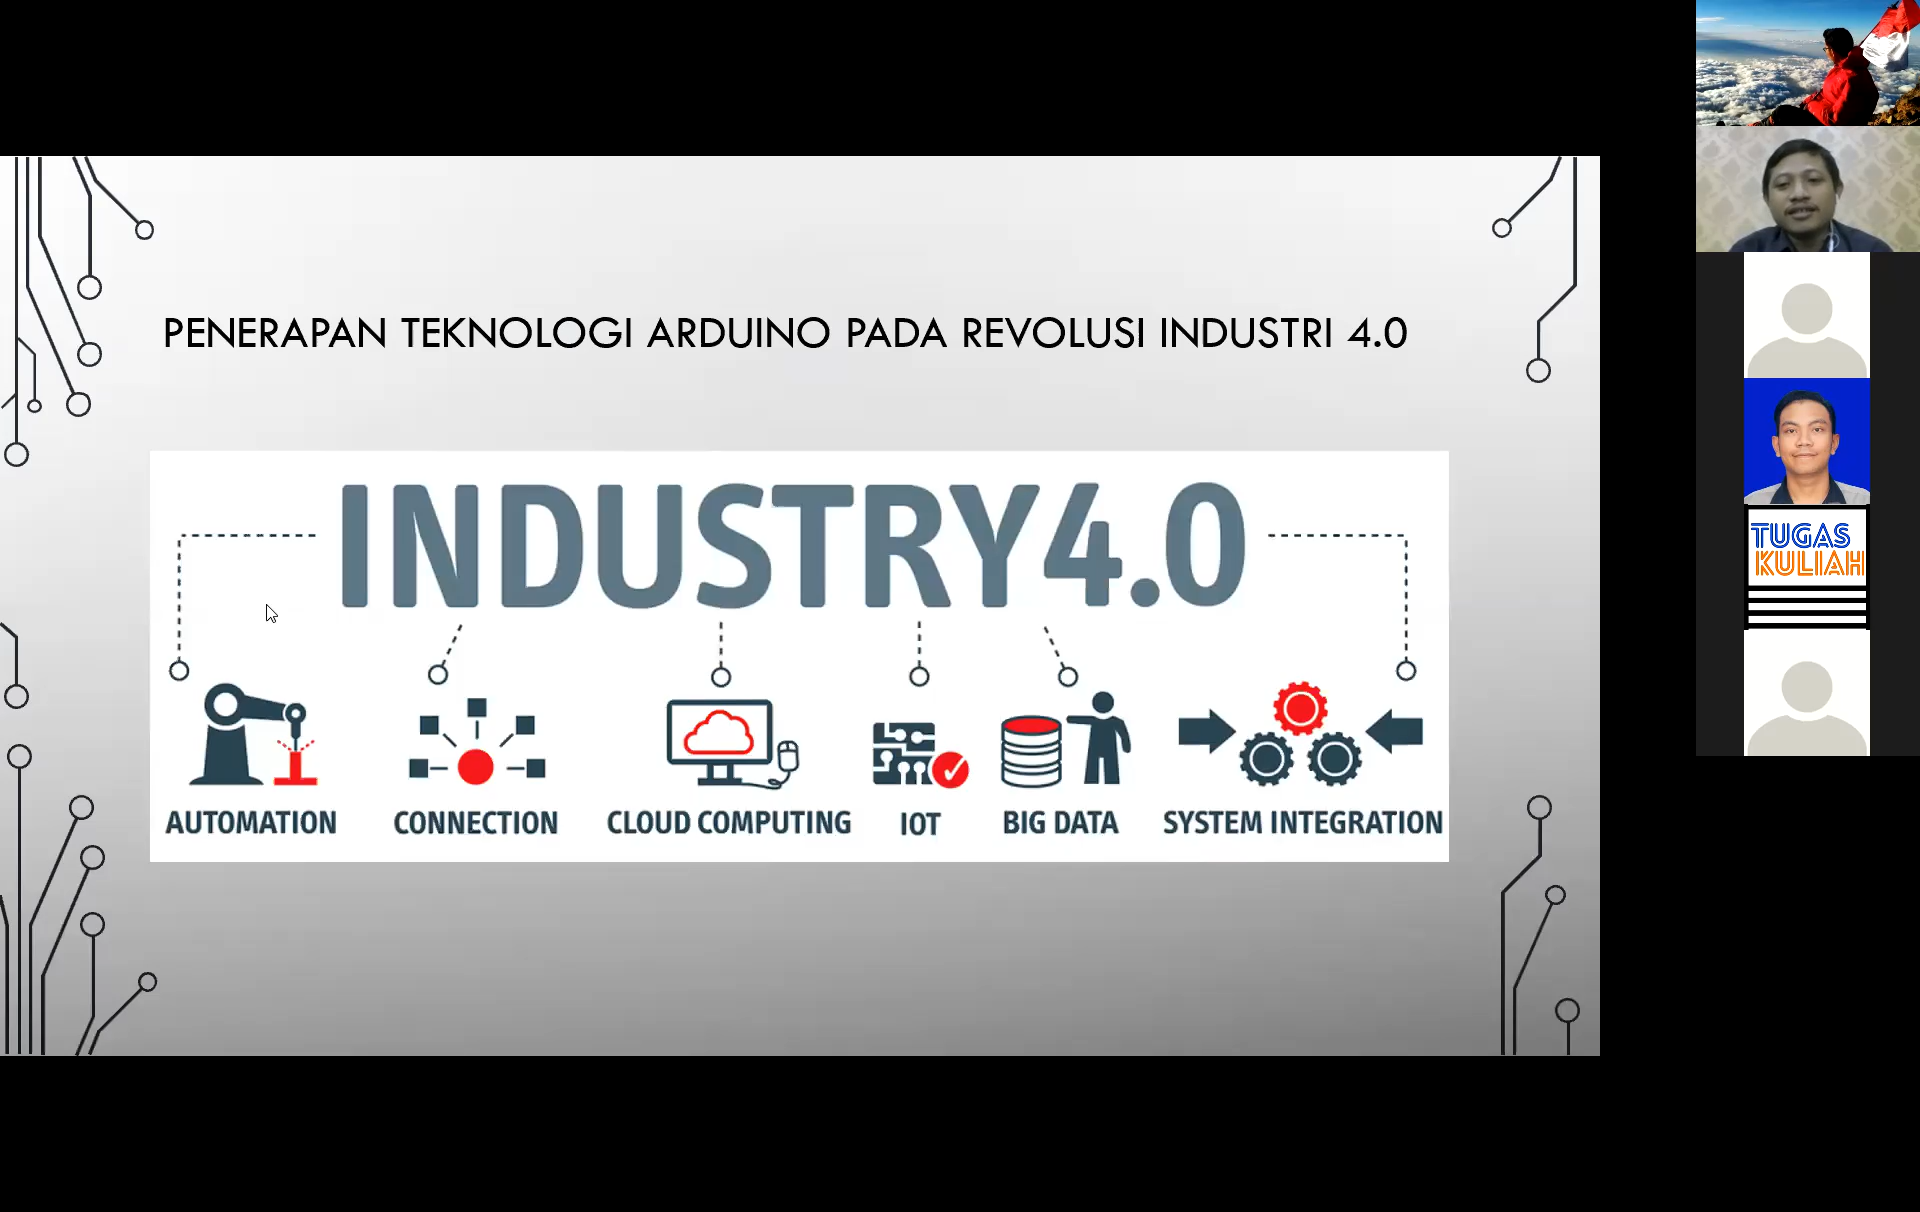 PENERAPAN TEKNOLOGI ARDUINO PADA REVOLUSI INDUSTRI 4.0
INDUSTRY4.0
AUTOMATION
CONNECTION
CLOUD COMPUTING
IOT
BIG DATA
SYSTEM INTEGRATION
TUGAS
KULIAH